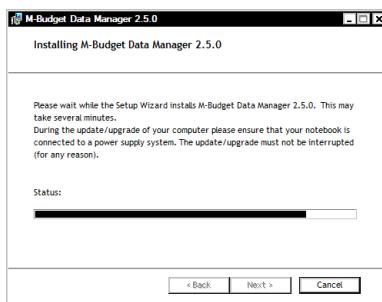 M-Budget Data Manager 2.5.0
Installing M-Budget Data Manager 2.5.0
Please wait while the Setup Wizard installs M-Budget Data Manager 2.5.0. This may
take several minutes.
During the update/upgrade of your computer please ensure that your notebook is
connected to a power supply system. The update/upgrade must not be interrupted
(for any reason).
Status:
< Back
Next >
Cancel